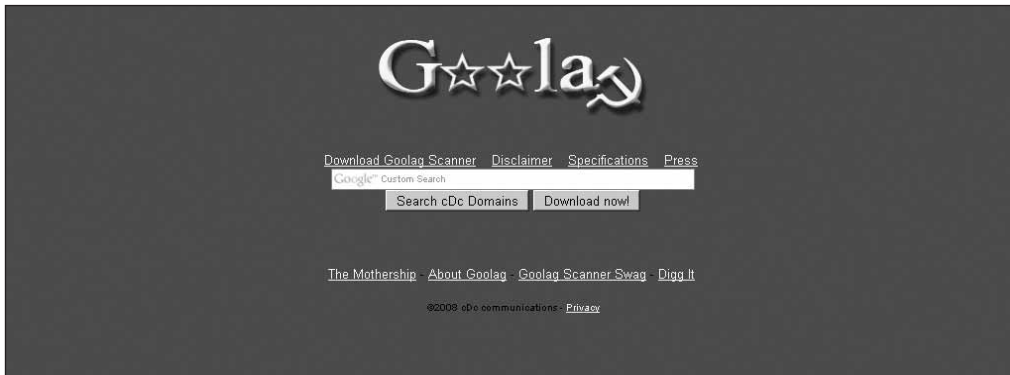 G☆☆lag
Download Goolag Scanner Disclaimer Specifications Press
Google™ Custom Search
Search cDc Domains Download now!
The Mothership - About Goolag - Goolag Scanner Swag - Digg It
©2008 cDc communications - Privacy